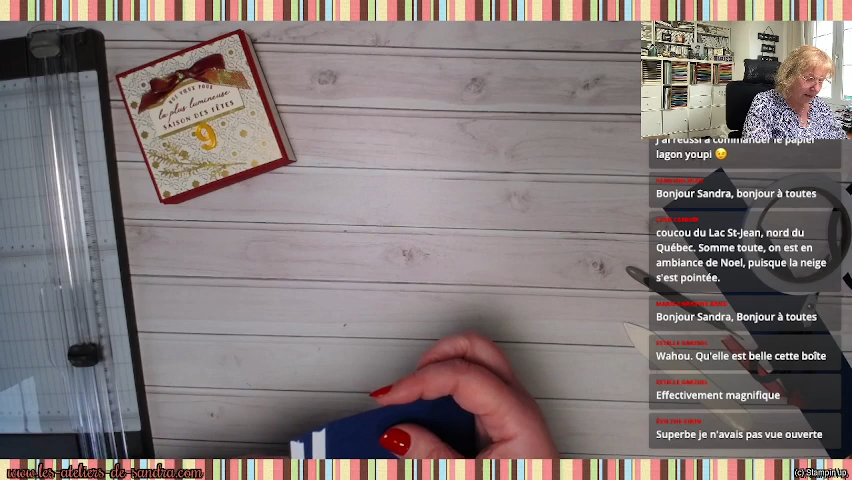 VOS VŒUX POUR
la plus lumineuse
SAISON DES FÊTES
9
J'ai réussi à commander le papier
lagon youpi 😉
Bonjour Sandra, bonjour à toutes
coucou du Lac St-Jean, nord du
Québec. Somme toute, on est en
ambiance de Noel, puisque la neige
s'est pointée.
Bonjour Sandra, Bonjour à toutes
Wahou. Qu'elle est belle cette boîte
Effectivement magnifique
Superbe je n'avais pas vue ouverte
www.les-ateliers-de-sandra.com
(c) Stampin'up